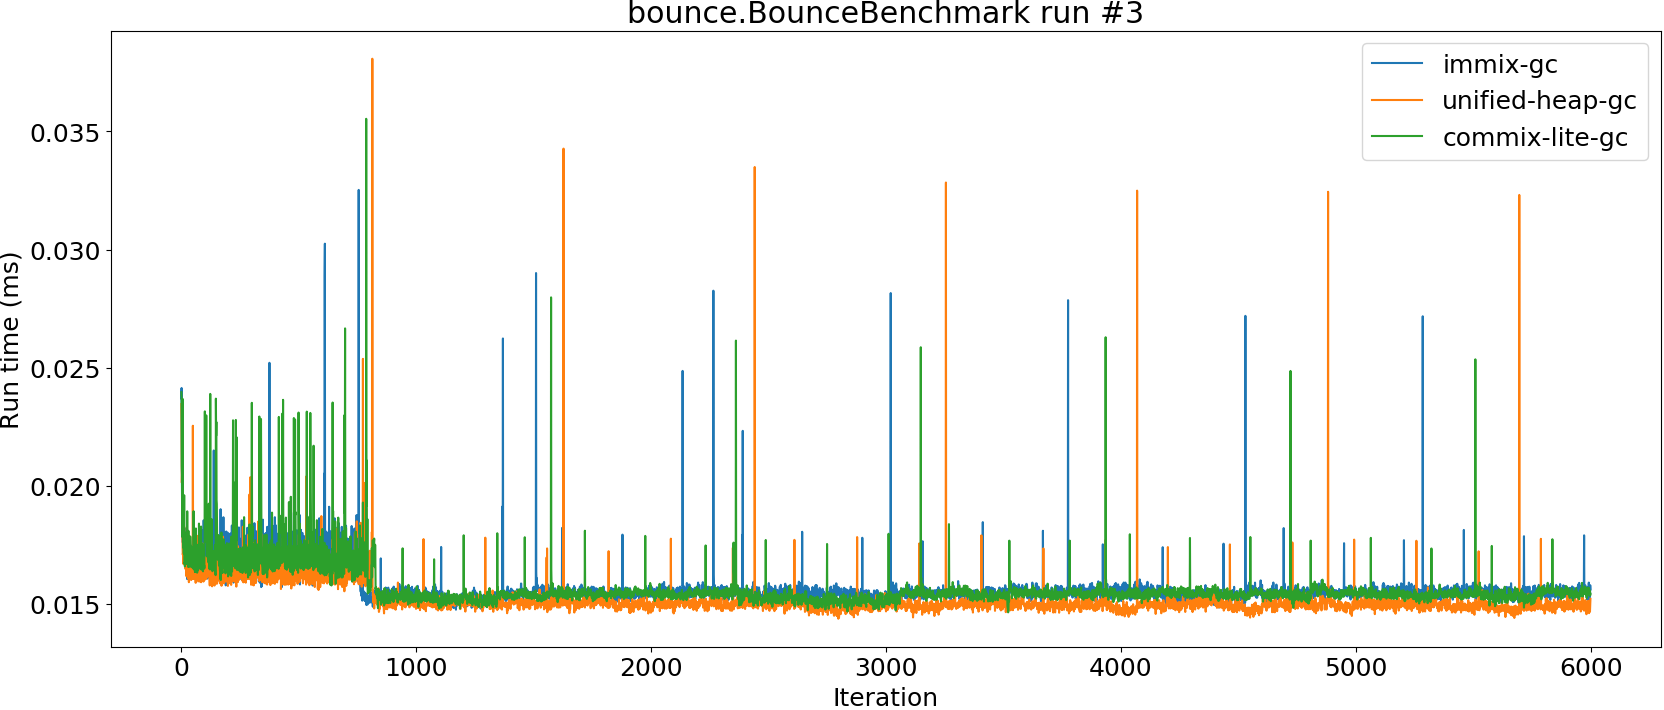 bounce.BounceBenchmark run #3
immix-gc
unified-heap-gc
commix-lite-gc
Run time (ms)
0.035
0.030
0.025
0.020
0.015
0
1000
2000
3000
4000
5000
6000
Iteration